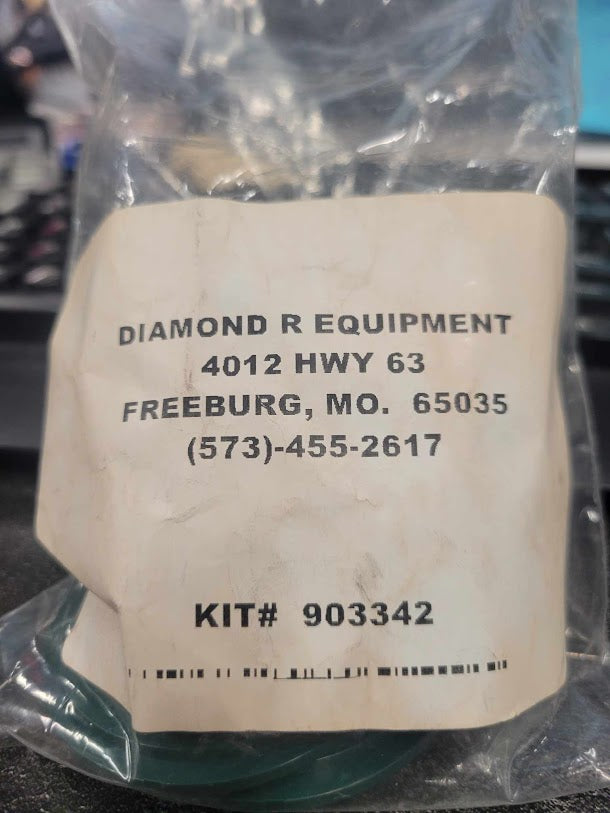 DIAMOND R EQUIPMENT
4012 HWY 63
FREEBURG, MO. 65035
(573)-455-2617
KIT# 903342